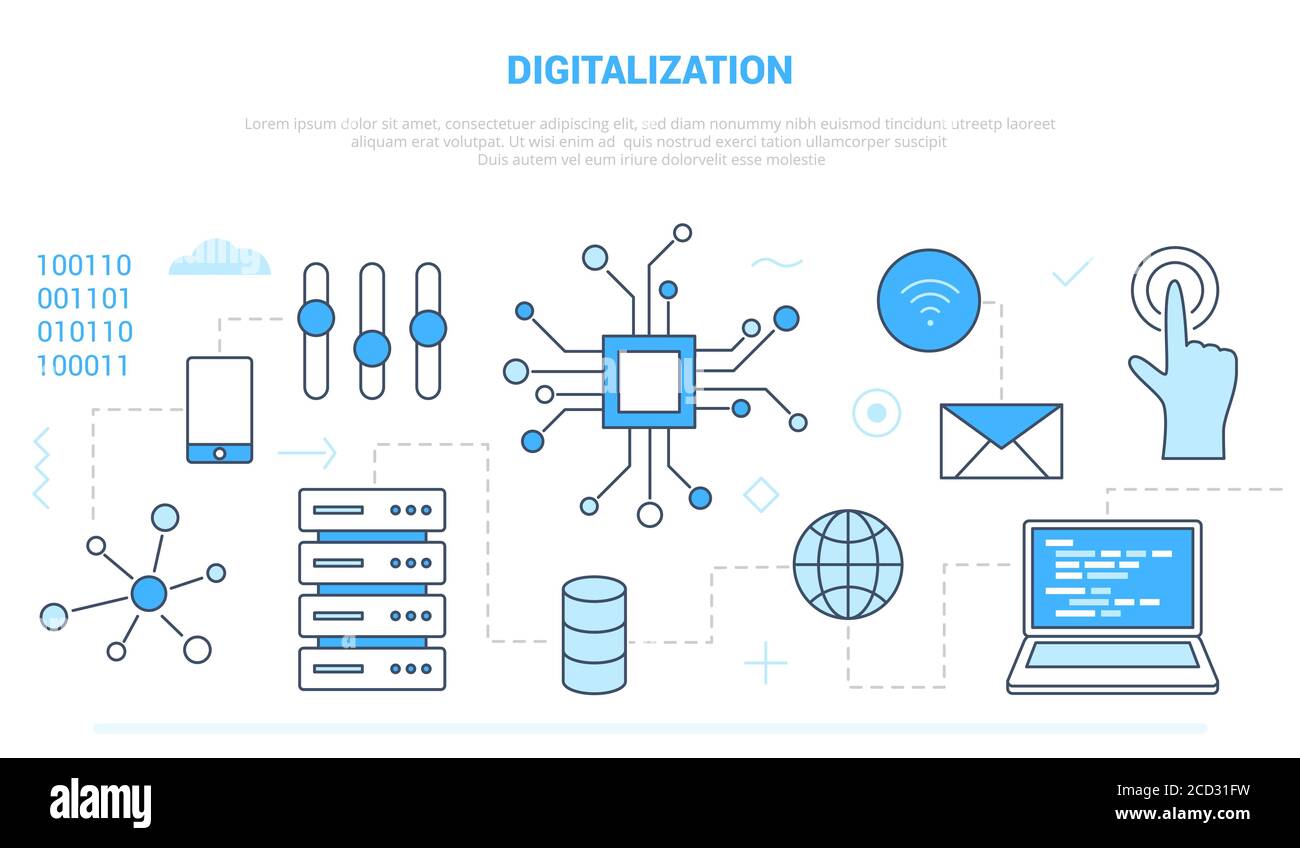 DIGITALIZATION
Lorem ipsum dolor sit amet, consectetuer adipiscing elit, sed diam nonummy nibh euismod tincidunt utreetp laoreet
aliquam erat volutpat. Ut wisi enim ad quis nostrud exerci tation ullamcorper suscipit
Duis autem vel eum iriure dolorvelit esse molestie
100110
001101
010110
100011
a
alamy
Image ID: 2CD31FW
www.alamy.com